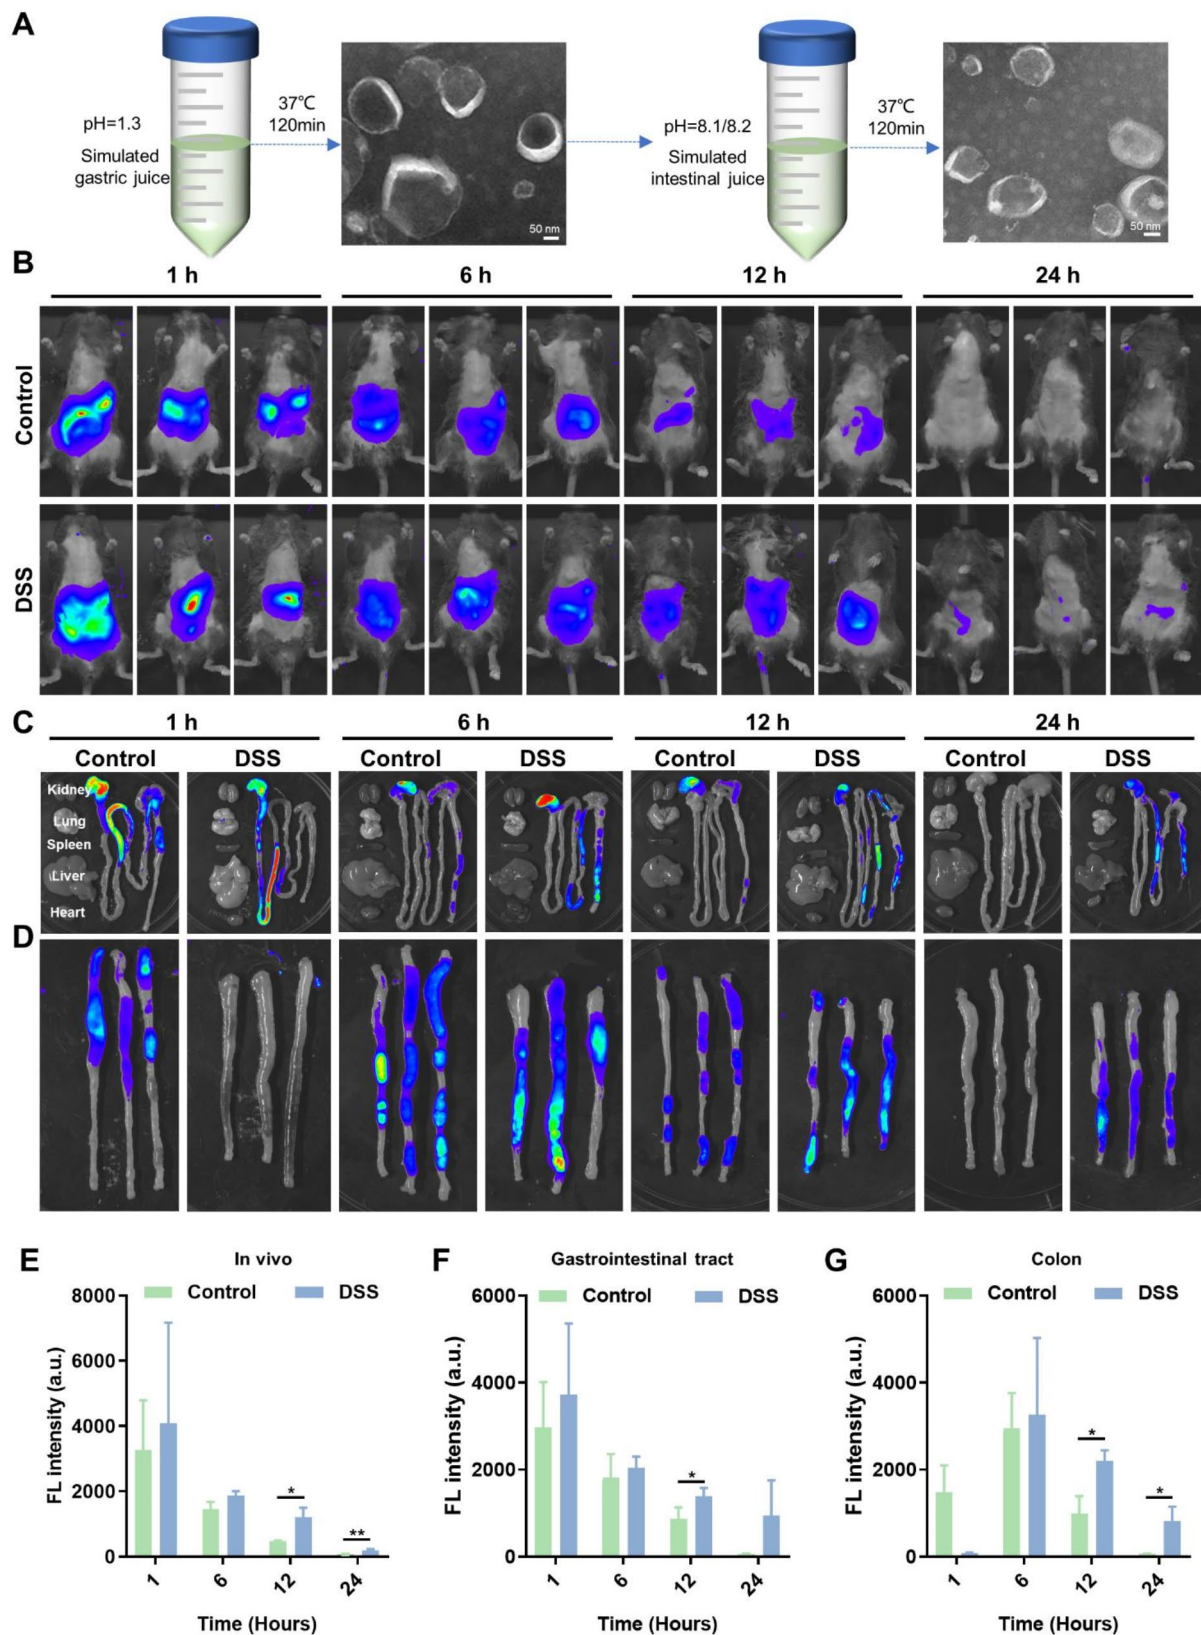 A
pH=1.3
Simulated
gastric juice
37℃
120min
50 nm
pH=8.1/8.2
Simulated
intestinal juice
37℃
120min
50 nm
B
1 h 6 h 12 h 24 h
Control
DSS
C
1 h 6 h 12 h 24 h
Control DSS Control DSS Control DSS Control DSS
Kidney
Lung
Spleen
Liver
Heart
D
E
In vivo
Control DSS
FL intensity (a.u.)
8000
6000
4000
2000
0
* **
1 6 12 24
Time (Hours)
F
Gastrointestinal tract
Control DSS
FL intensity (a.u.)
6000
4000
2000
0
*
1 6 12 24
Time (Hours)
G
Colon
Control DSS
FL intensity (a.u.)
6000
4000
2000
0
* *
1 6 12 24
Time (Hours)